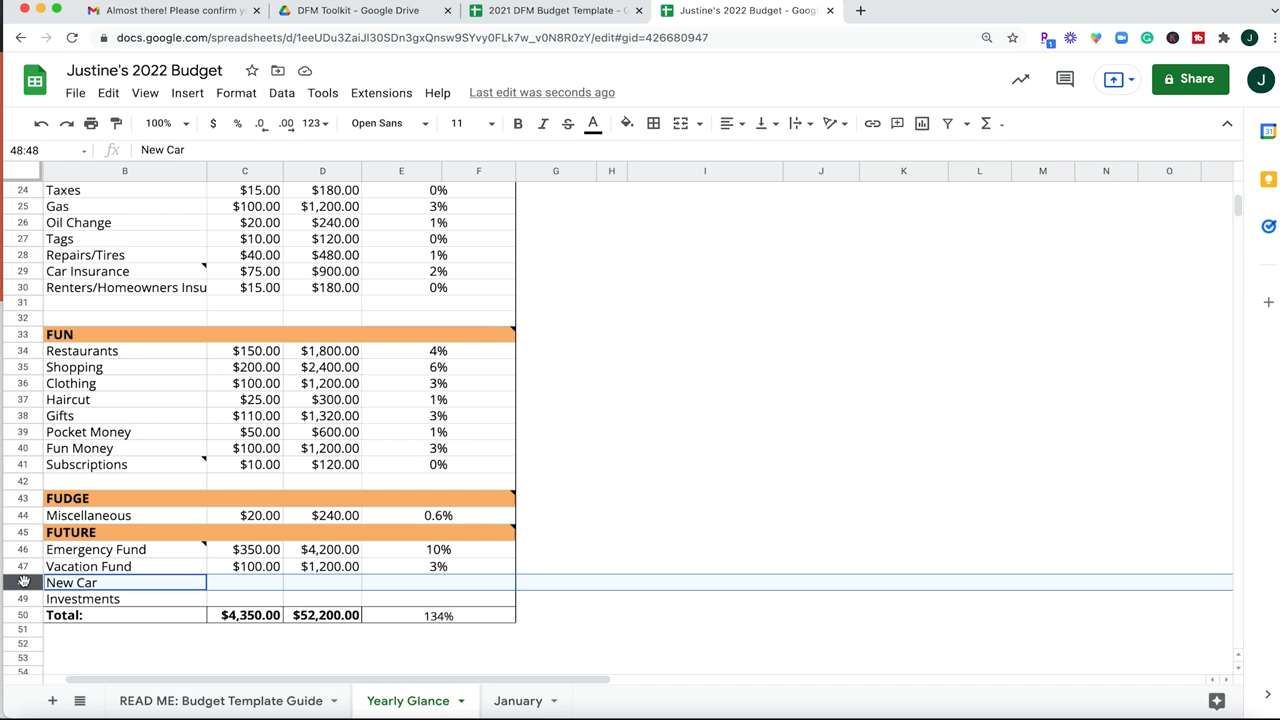 Almost there! Please confirm y
DFM Toolkit - Google Drive
2021 DFM Budget Template - G
Justine's 2022 Budget - Googl
docs.google.com/spreadsheets/d/1eeUDu3ZaiJl30SDn3gxQnsw9SYvy0FLk7w_v0N8R0zY/edit#gid=426680947
Justine's 2022 Budget
File Edit View Insert Format Data Tools Extensions Help Last edit was seconds ago
Share
J
100% $ % .0 .00 123 Open Sans 11 B I S A
48:48 fx New Car
B C D E F G H I J K L M N O
24 Taxes $15.00 $180.00 0%
25 Gas $100.00 $1,200.00 3%
26 Oil Change $20.00 $240.00 1%
27 Tags $10.00 $120.00 0%
28 Repairs/Tires $40.00 $480.00 1%
29 Car Insurance $75.00 $900.00 2%
30 Renters/Homeowners Insu $15.00 $180.00 0%
31
32
33 FUN
34 Restaurants $150.00 $1,800.00 4%
35 Shopping $200.00 $2,400.00 6%
36 Clothing $100.00 $1,200.00 3%
37 Haircut $25.00 $300.00 1%
38 Gifts $110.00 $1,320.00 3%
39 Pocket Money $50.00 $600.00 1%
40 Fun Money $100.00 $1,200.00 3%
41 Subscriptions $10.00 $120.00 0%
42
43 FUDGE
44 Miscellaneous $20.00 $240.00 0.6%
45 FUTURE
46 Emergency Fund $350.00 $4,200.00 10%
47 Vacation Fund $100.00 $1,200.00 3%
New Car
49 Investments
50 Total: $4,350.00 $52,200.00 134%
51
52
53
54
READ ME: Budget Template Guide Yearly Glance January